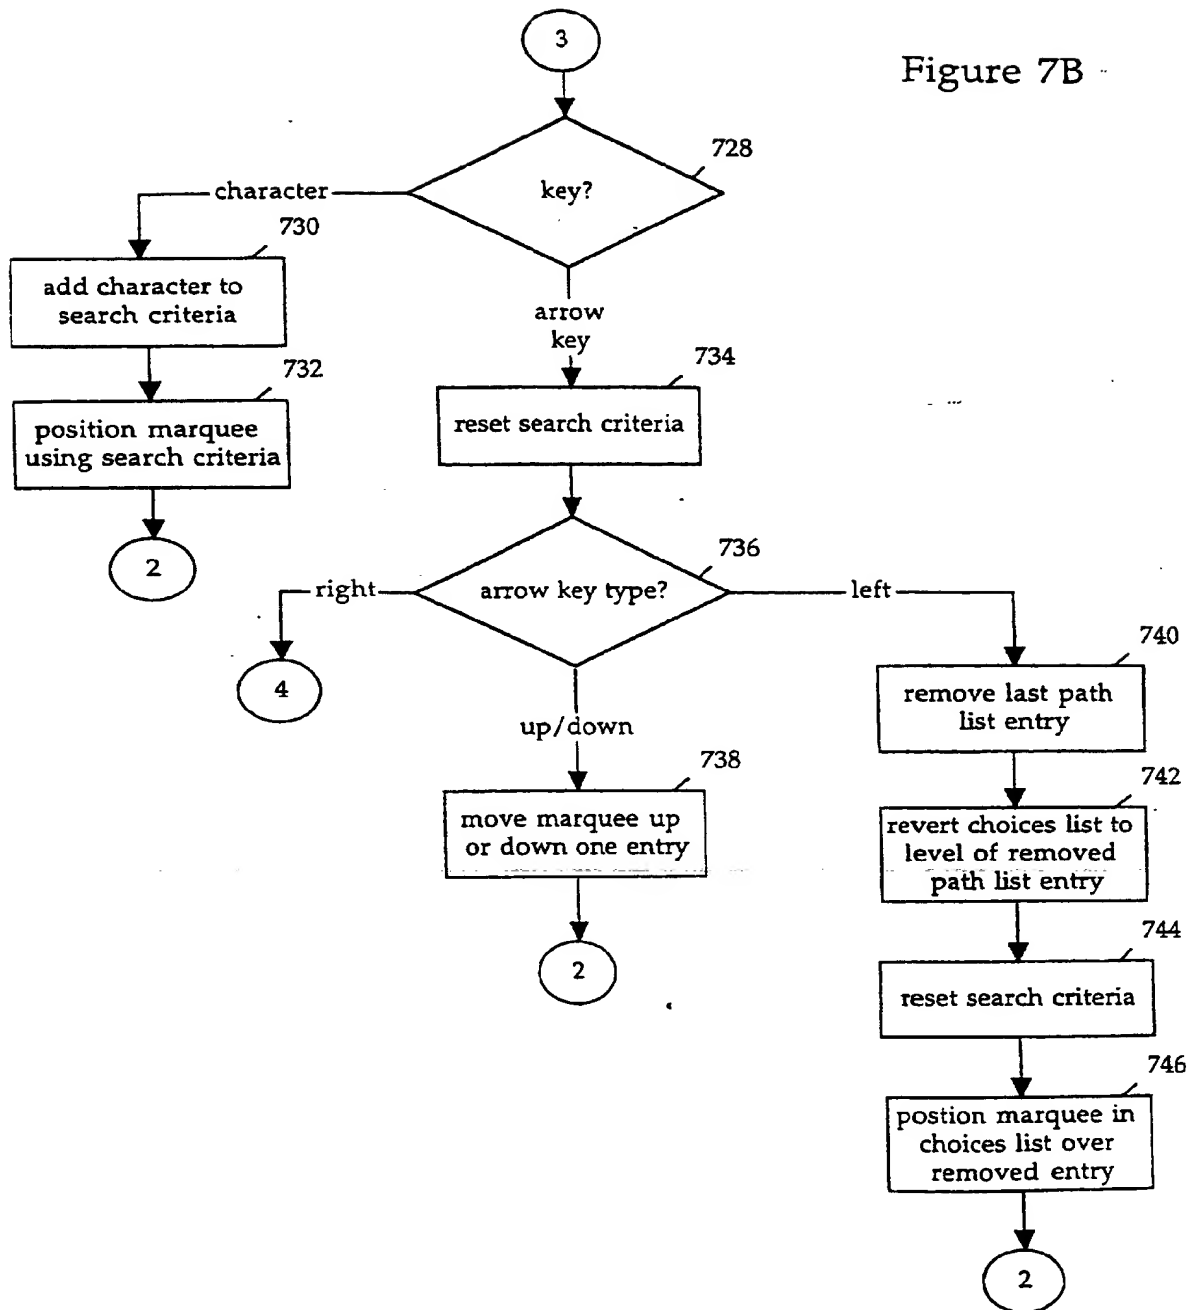 3
Figure 7B
728
key?
character
730
add character to
search criteria
732
position marquee
using search criteria
2
arrow
key
734
reset search criteria
736
arrow key type?
right
4
up/down
738
move marquee up
or down one entry
2
left
740
remove last path
list entry
742
revert choices list to
level of removed
path list entry
744
reset search criteria
746
postion marquee in
choices list over
removed entry
2